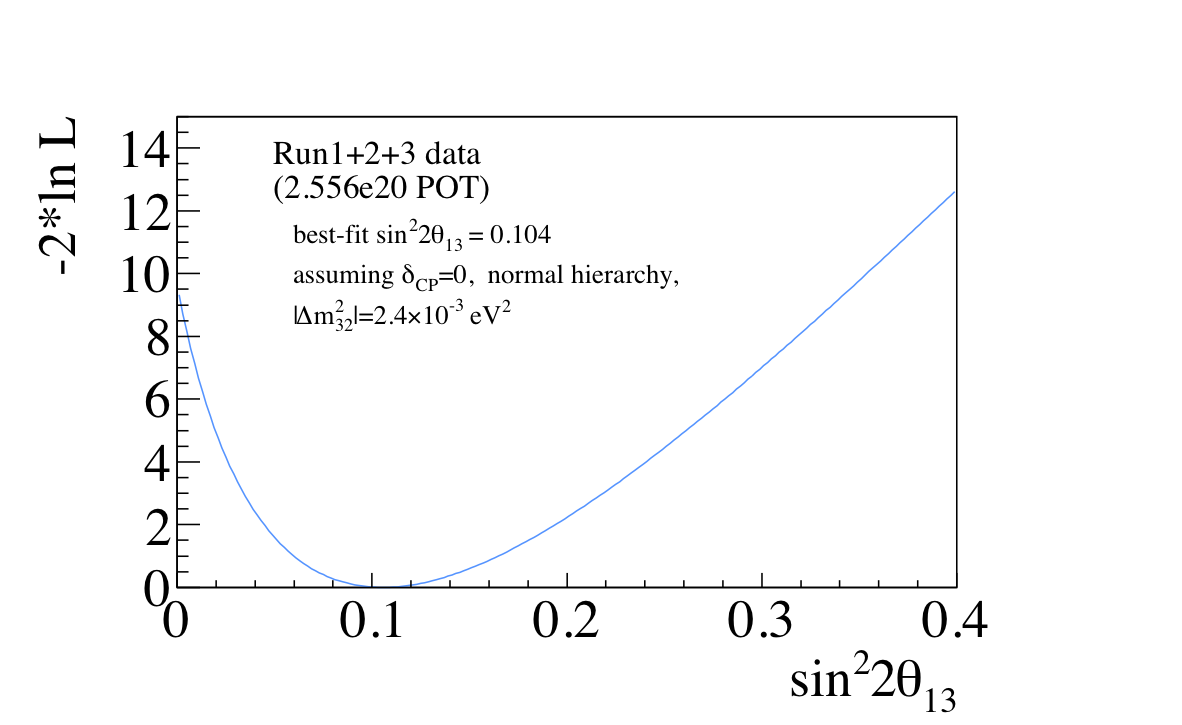 -2*ln L
14
12
10
8
6
4
2
0
Run1+2+3 data
(2.556e20 POT)
best-fit sin²2θ₁₃ = 0.104
assuming δ_CP=0, normal hierarchy,
|Δm²₃₂|=2.4×10⁻³ eV²
0 0.1 0.2 0.3 0.4
sin²2θ₁₃